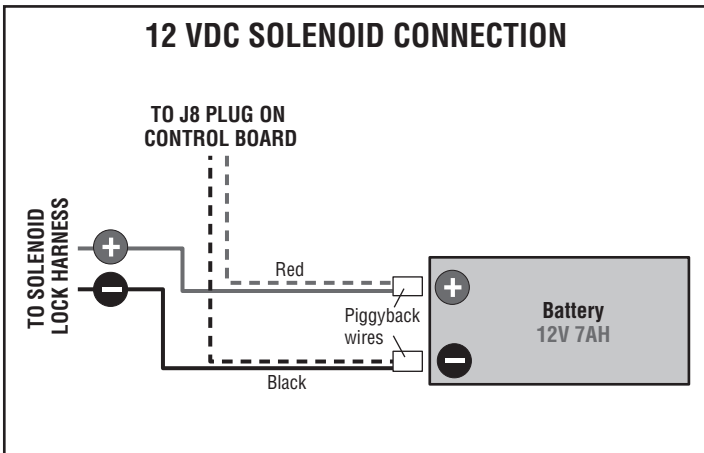 12 VDC SOLENOID CONNECTION
TO J8 PLUG ON
CONTROL BOARD
TO SOLENOID
LOCK HARNESS
+
−
Red
Piggyback
wires
Black
+
−
Battery
12V 7AH